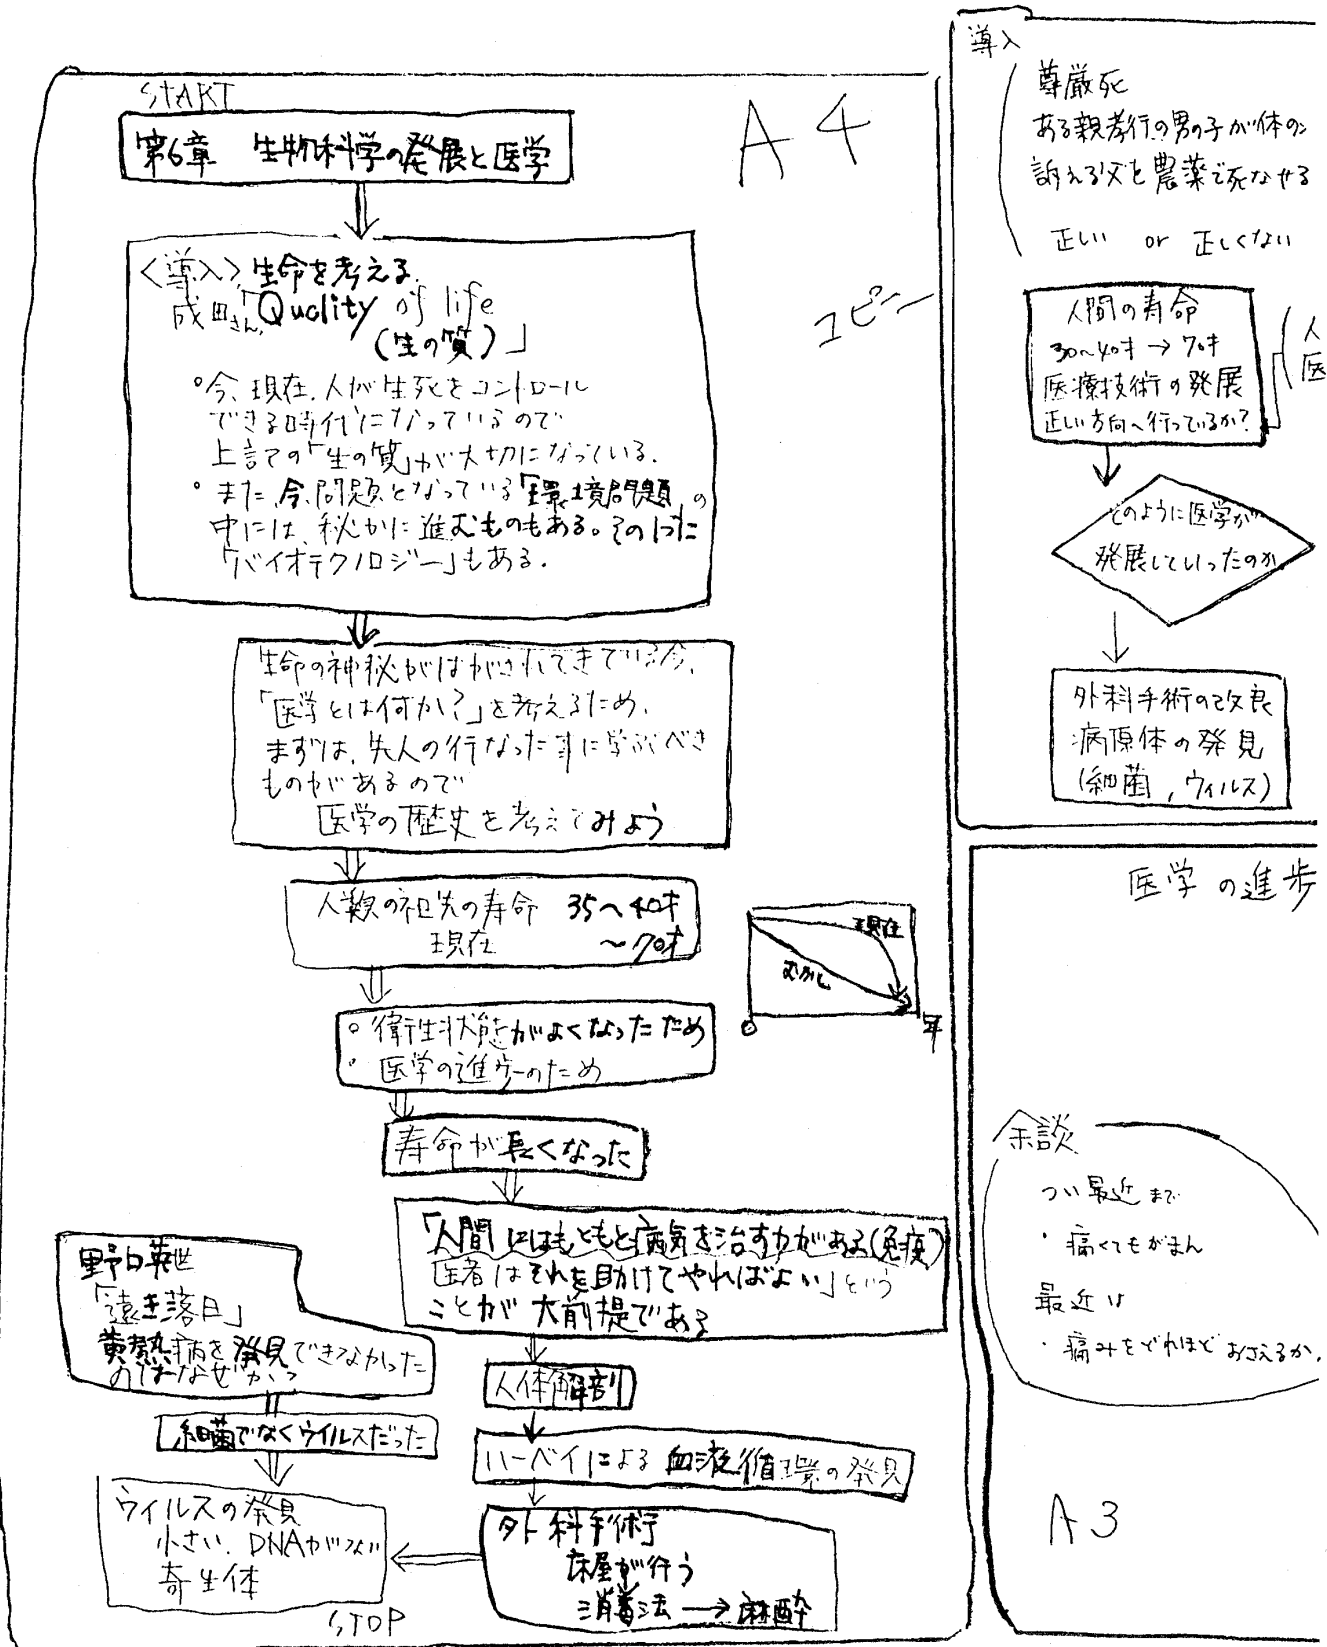 START
第6章 生物科学の発展と医学
A4
コピー
<導入> 生命を考える
成田さん「Quality of life
(生の質)」
・今、現在、人が生死をコントロール
できる時代になっているので
上記での「生の質」が大切になっている.
・また、今、問題となっている「環境問題」の
中には、秘かに進むものもある。その1つた
「バイオテクノロジー」もある.
生命の神秘がはがされてきている今、
「医学とは何か?」を考えるため、
まずは、先人の行なった事に学ぶべき
ものがあるので
医学の歴史を考えてみよう
人類の祖先の寿命 35〜40才
現在 〜70才
現在
むかし
0 年
・衛生状態がよくなったため
・医学の進歩のため
寿命が長くなった
「人間にはもともと病気を治す力がある(免疫)
医者はそれを助けてやればよい」という
ことが大前提である
人体解剖
ハーベイによる血液循環の発見
外科手術
床屋が行う
消毒法→麻酔
野口英世
「遠き落日」
黄熱病を発見できなかった
のはなぜか?
細菌でなくウイルスだった
ウィルスの発見
小さい、DNAがつながる
寄生体
STOP
導入
尊厳死
ある親孝行の男の子が体の
訴える父を農薬で死なせる
正しい or 正しくない
人間の寿命
30〜40才→70才
医療技術の発展
正しい方向へ行っているか?
人
医
どのように医学が
発展していったのか
外科手術の改良
病原体の発見
(細菌, ウィルス)
医学の進歩
余談
つい最近まで
・痛くてもがまん
最近は
・痛みをどれほどおさえるか.
A3